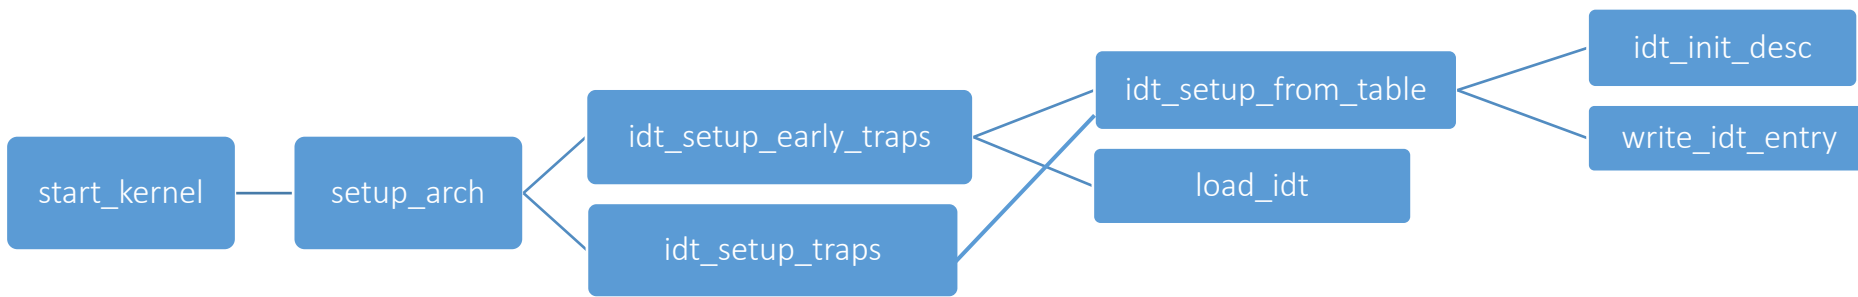 start_kernel
setup_arch
idt_setup_early_traps
idt_setup_traps
idt_setup_from_table
load_idt
idt_init_desc
write_idt_entry